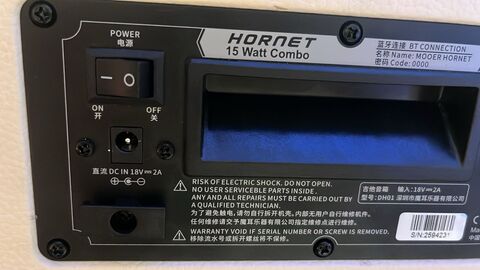 POWER
电源
HORNET
15 Watt Combo
蓝牙连接 BT CONNECTION
名称 Name: MOOER HORNET
密码 Code: 0000
ON
开
OFF
关
直流 DC IN 18V⎓2A
RISK OF ELECTRIC SHOCK. DO NOT OPEN.
NO USER SERVICEBLE PARTS INSIDE .
ANY AND REPAIRS MUST BE CARRIED OUT BY
A QUALIFIED TECHNICIAN.
为了避免触电,请勿自行拆开机壳。内部无用户自行维修机件。
任何维修请交予魔耳乐器有限公司指定维修点进行维修。
WARRANTY VOID IF SERIAL NUMBER OR SCREW IS REMOVED.
移除流水号或拆开螺丝将不保修。
吉他音箱 输入:18V⎓2A
型号:DH01 深圳市魔耳乐器有限公司
S/N:2594231
Ma
中国